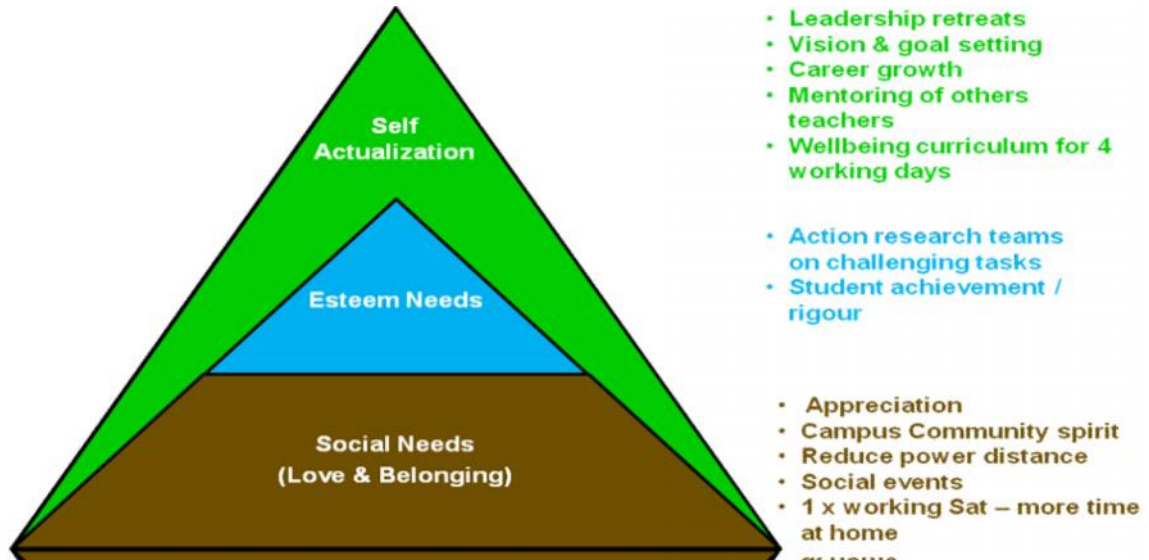 Self
Actualization
Esteem Needs
Social Needs
(Love & Belonging)
• Leadership retreats
• Vision & goal setting
• Career growth
• Mentoring of others
teachers
• Wellbeing curriculum for 4
working days
• Action research teams
on challenging tasks
• Student achievement /
rigour
• Appreciation
• Campus Community spirit
• Reduce power distance
• Social events
• 1 x working Sat – more time
at home